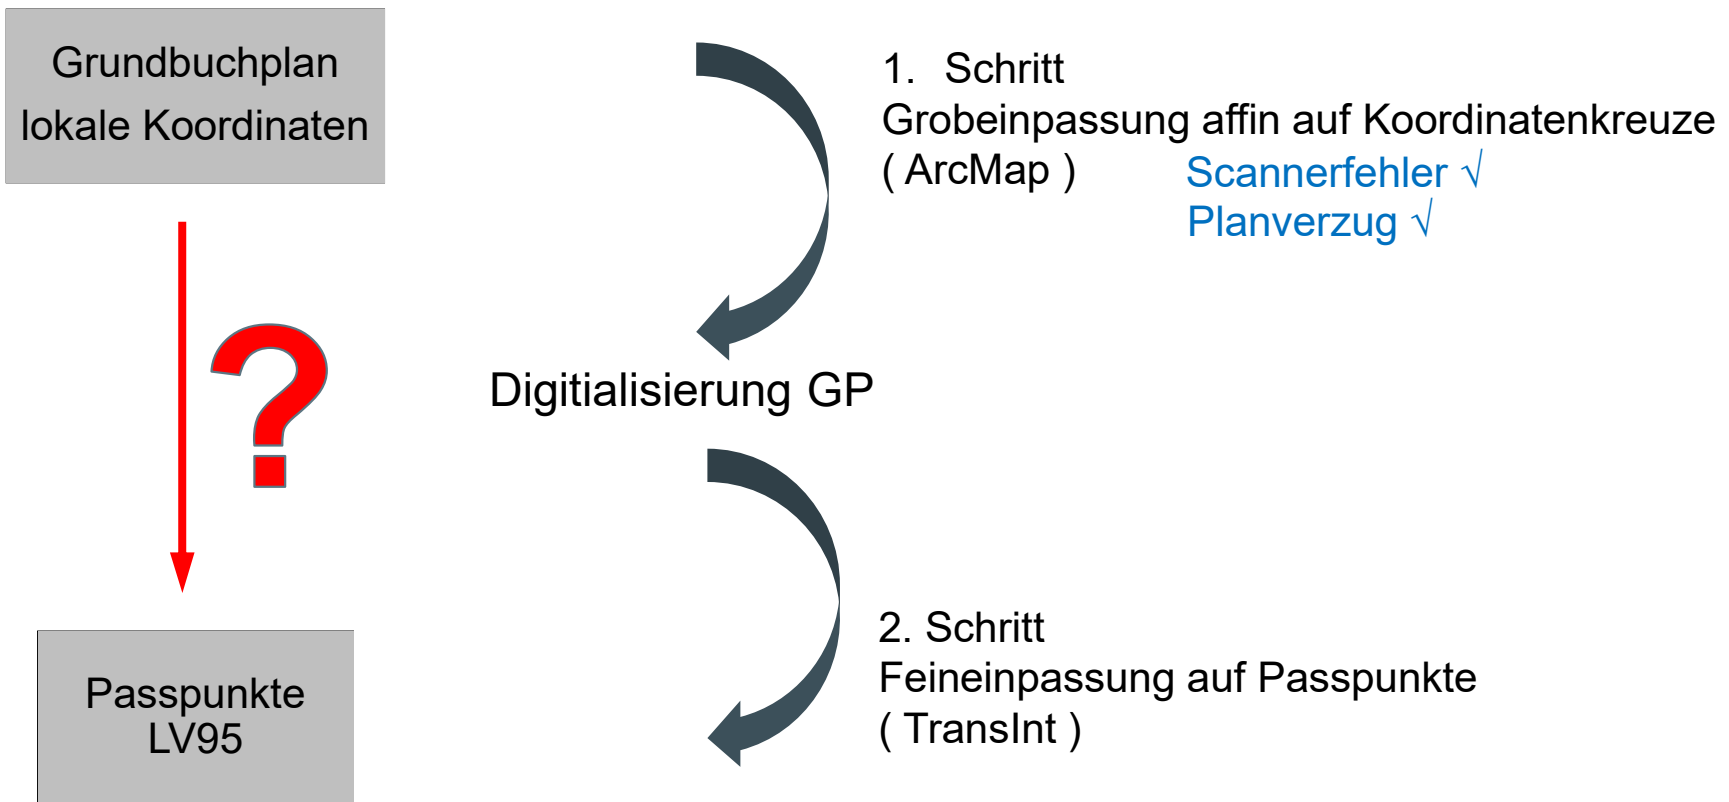 Grundbuchplan
lokale Koordinaten
1. Schritt
Grobeinpassung affin auf Koordinatenkreuze
( ArcMap )
Scannerfehler √
Planverzug √
?
Digitialisierung GP
2. Schritt
Feineinpassung auf Passpunkte
( TransInt )
Passpunkte
LV95